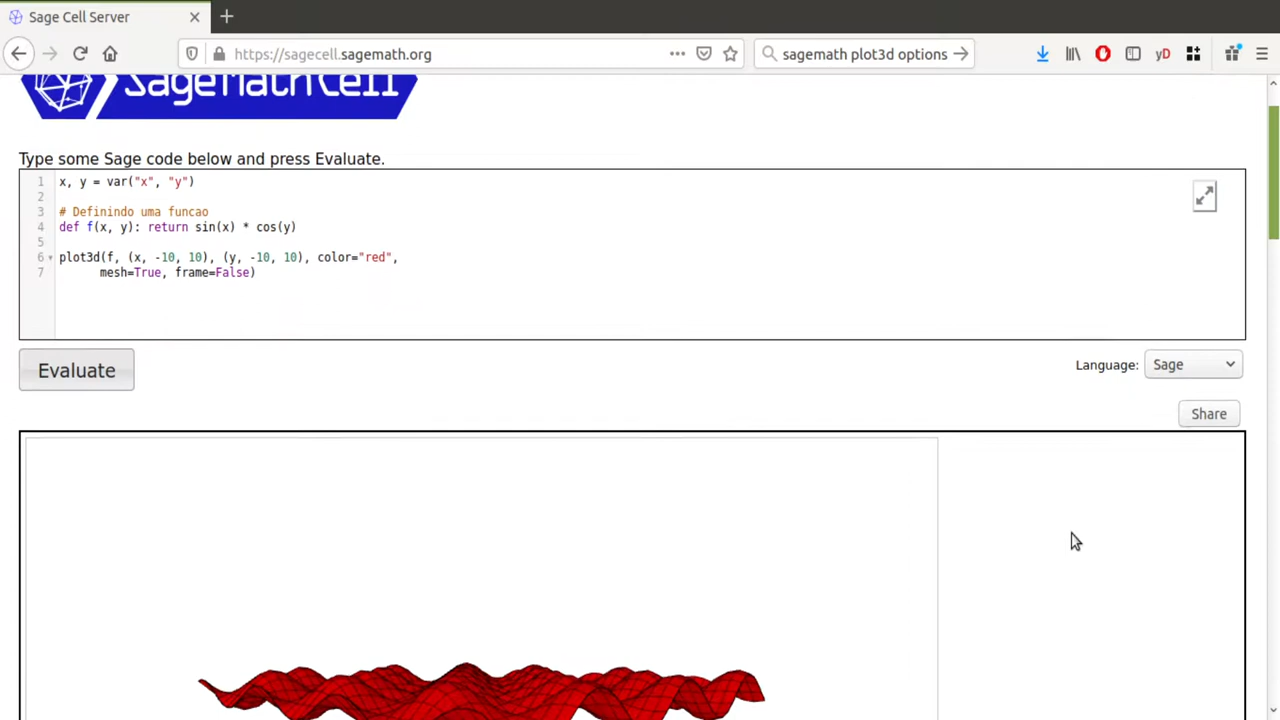 Sage Cell Server
https://sagecell.sagemath.org
sagemath plot3d options
yD
SageMathCell
Type some Sage code below and press Evaluate.
1 x, y = var("x", "y")
2
3 # Definindo uma funcao
4 def f(x, y): return sin(x) * cos(y)
5
6 plot3d(f, (x, -10, 10), (y, -10, 10), color="red",
7 mesh=True, frame=False)
Evaluate
Language: Sage
Share